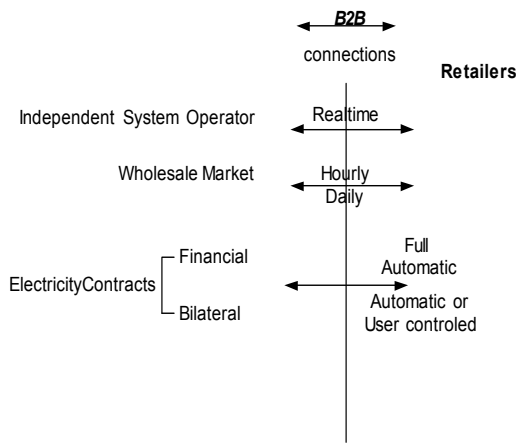 B2B
connections
Retailers
Independent System Operator
Realtime
Wholesale Market
Hourly
Daily
Financial
Full
Automatic
ElectricityContracts
Automatic or
Bilateral
User controled